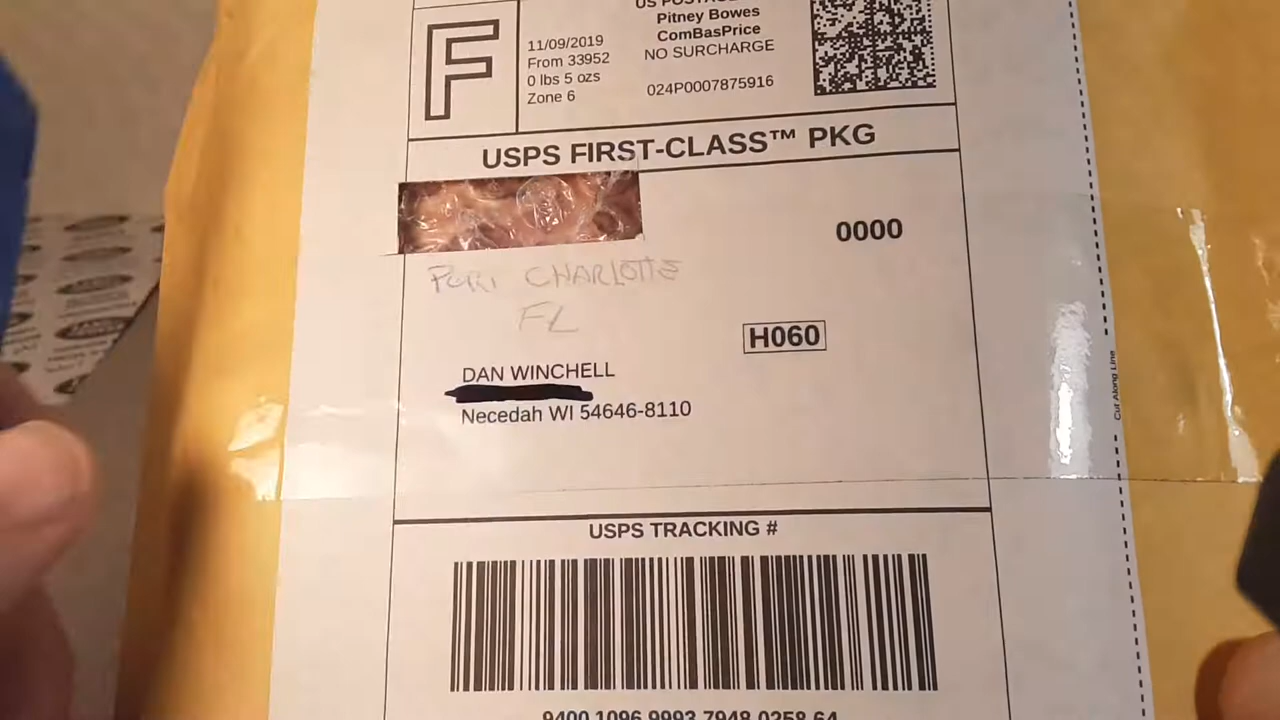 F
11/09/2019
From 33952
0 lbs 5 ozs
Zone 6
US POSTAGE
Pitney Bowes
ComBasPrice
NO SURCHARGE
024P0007875916
USPS FIRST-CLASS™ PKG
0000
PORT CHARLOTTE
FL
H060
DAN WINCHELL
Necedah WI 54646-8110
Cut Along Line
USPS TRACKING #
9400 1096 9993 7948 0258 64